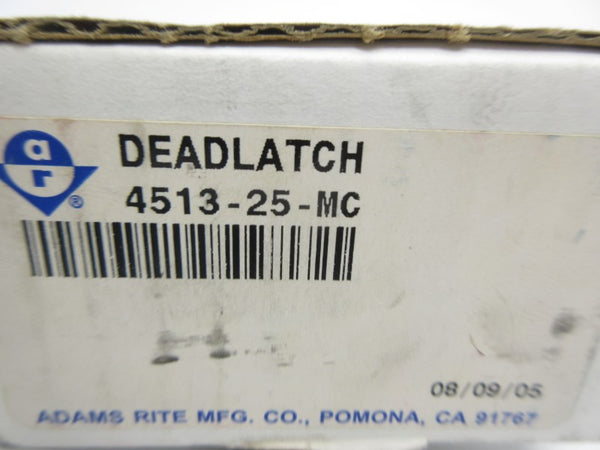 a
r
®
DEADLATCH
4513-25-MC
08/09/05
ADAMS RITE MFG. CO., POMONA, CA 91767